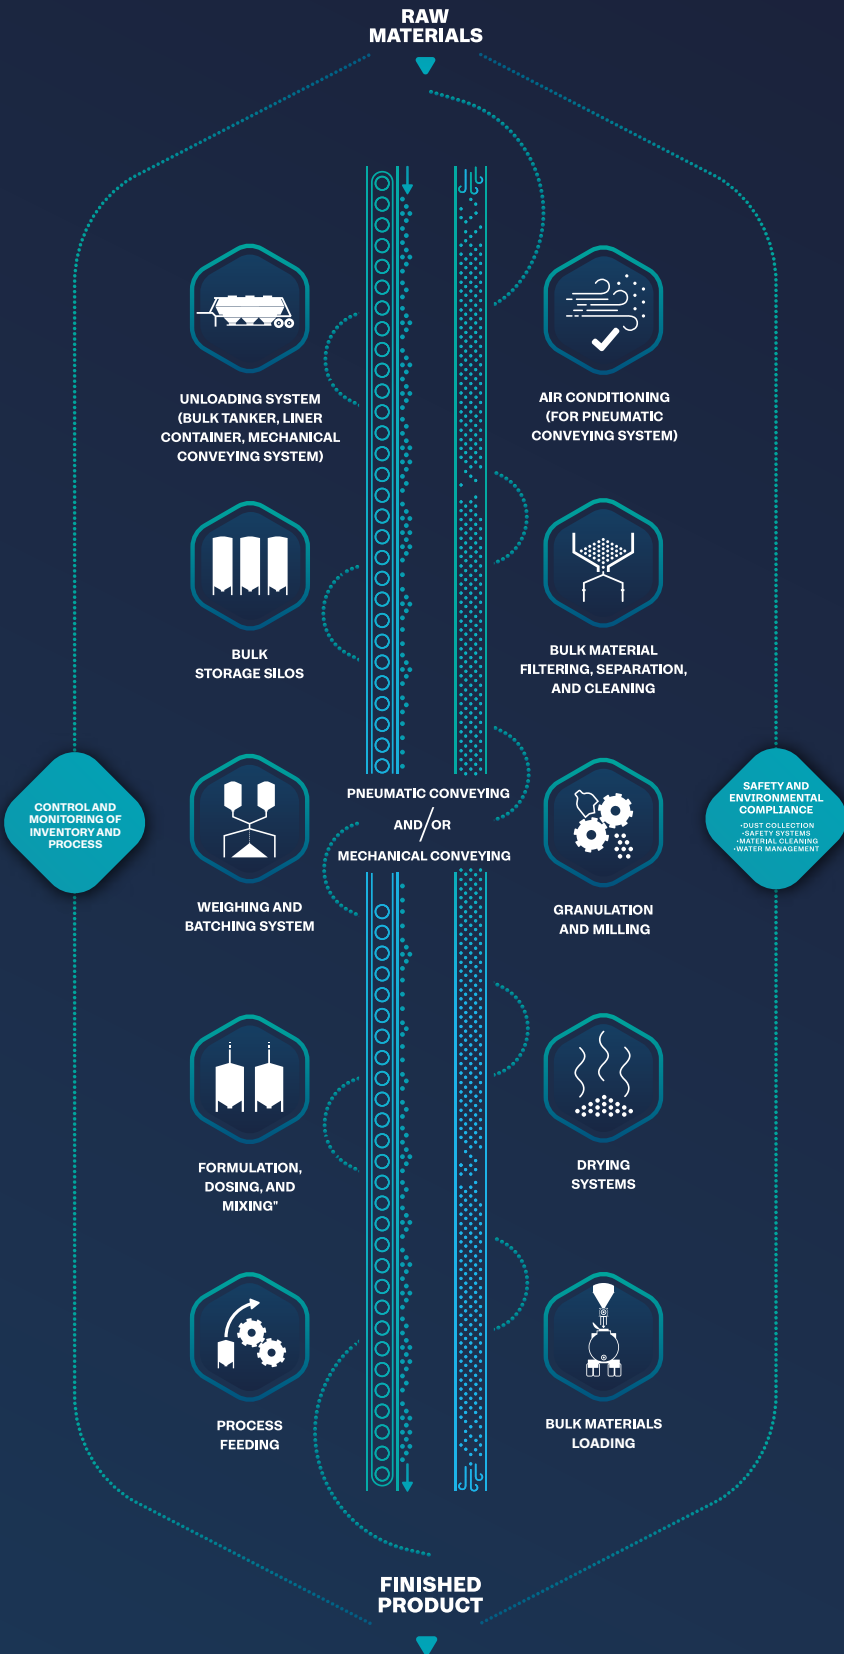 RAW
MATERIALS
UNLOADING SYSTEM
(BULK TANKER, LINER
CONTAINER, MECHANICAL
CONVEYING SYSTEM)
AIR CONDITIONING
(FOR PNEUMATIC
CONVEYING SYSTEM)
BULK
STORAGE SILOS
BULK MATERIAL
FILTERING, SEPARATION,
AND CLEANING
CONTROL AND
MONITORING OF
INVENTORY AND
PROCESS
PNEUMATIC CONVEYING
AND/OR
MECHANICAL CONVEYING
SAFETY AND
ENVIRONMENTAL
COMPLIANCE
•DUST COLLECTION
•SAFETY SYSTEMS
•MATERIAL CLEANING
•WATER MANAGEMENT
WEIGHING AND
BATCHING SYSTEM
GRANULATION
AND MILLING
FORMULATION,
DOSING, AND
MIXING"
DRYING
SYSTEMS
PROCESS
FEEDING
BULK MATERIALS
LOADING
FINISHED
PRODUCT